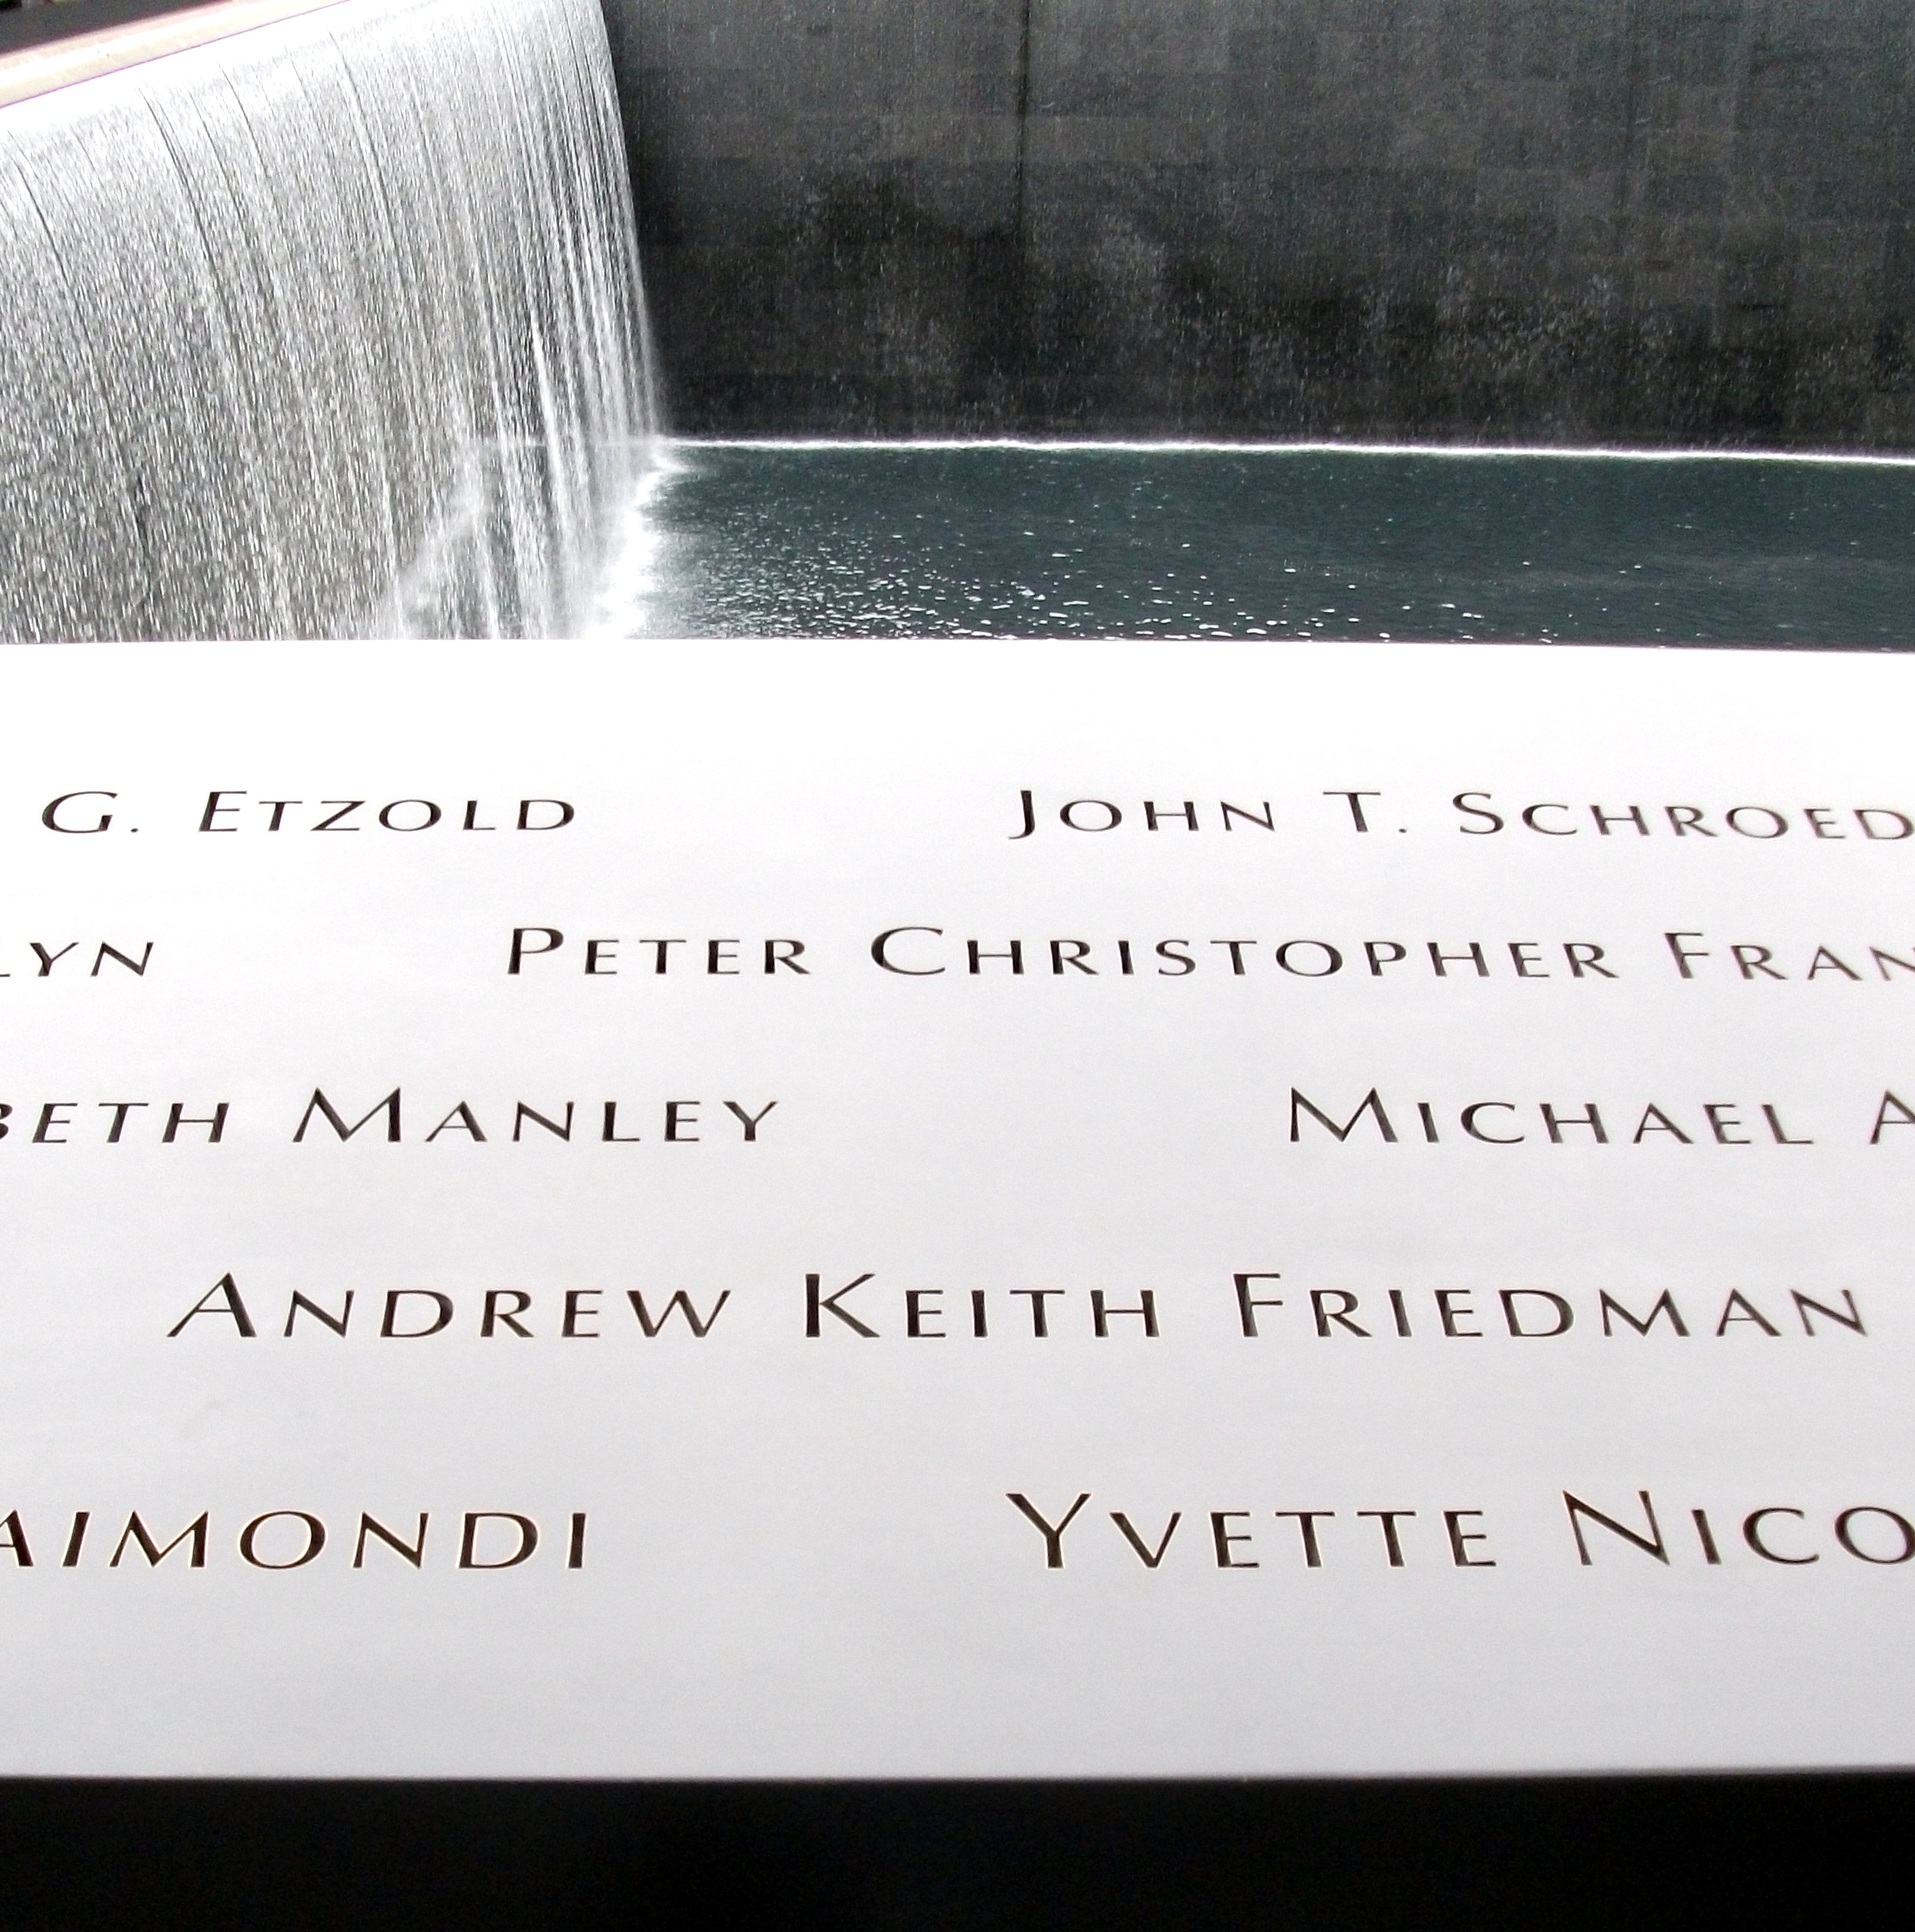 G. ETZOLD JOHN T. SCHROED
LYN PETER CHRISTOPHER FRAN
BETH MANLEY MICHAEL A
ANDREW KEITH FRIEDMAN
AIMONDI YVETTE NICO